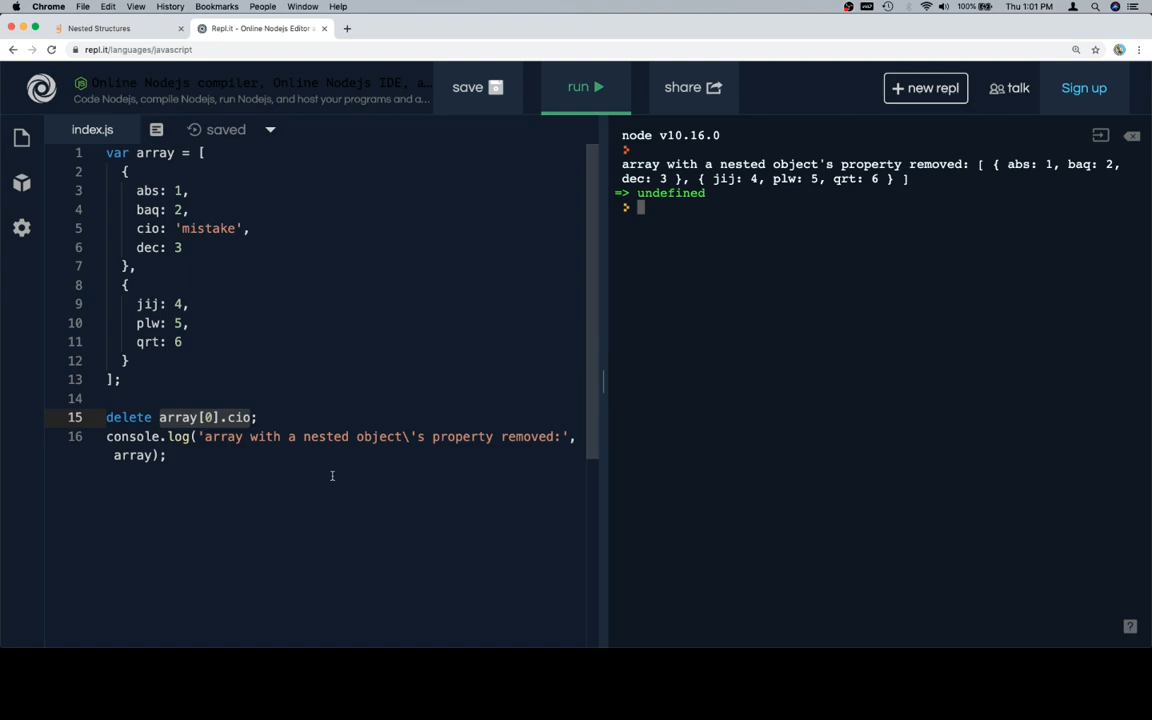 Chrome File Edit View History Bookmarks People Window Help 100% Thu 1:01 PM
Nested Structures × Repl.it - Online Nodejs Editor a × +
repl.it/languages/javascript
Online Nodejs compiler, Online Nodejs IDE, a...
Code Nodejs, compile Nodejs, run Nodejs, and host your programs and a...
save run share + new repl talk Sign up
index.js saved
1 var array = [
2 {
3 abs: 1,
4 baq: 2,
5 cio: 'mistake',
6 dec: 3
7 },
8 {
9 jij: 4,
10 plw: 5,
11 qrt: 6
12 }
13 ];
14
15 delete array[0].cio;
16 console.log('array with a nested object\'s property removed:',
array);
node v10.16.0
array with a nested object's property removed: [ { abs: 1, baq: 2,
dec: 3 }, { jij: 4, plw: 5, qrt: 6 } ]
=> undefined
?